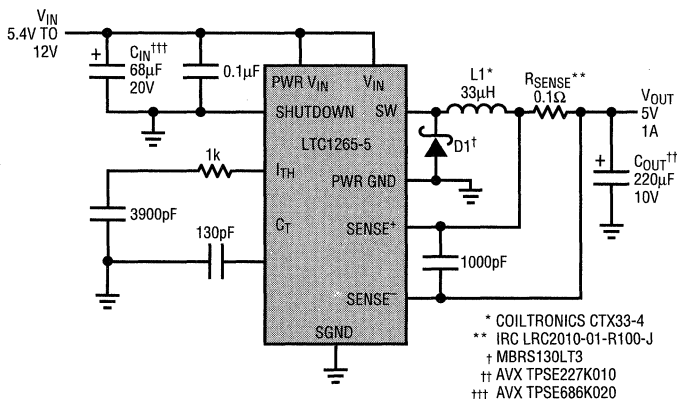 VIN
5.4V TO
12V
+
CIN†††
68µF
20V
0.1µF
PWR VIN
VIN
SHUTDOWN
SW
LTC1265-5
L1*
33µH
RSENSE**
0.1Ω
VOUT
5V
1A
D1†
+
COUT††
220µF
10V
1k
ITH
PWR GND
3900pF
130pF
CT
SENSE+
1000pF
SENSE–
SGND
* COILTRONICS CTX33-4
** IRC LRC2010-01-R100-J
† MBRS130LT3
†† AVX TPSE227K010
††† AVX TPSE686K020